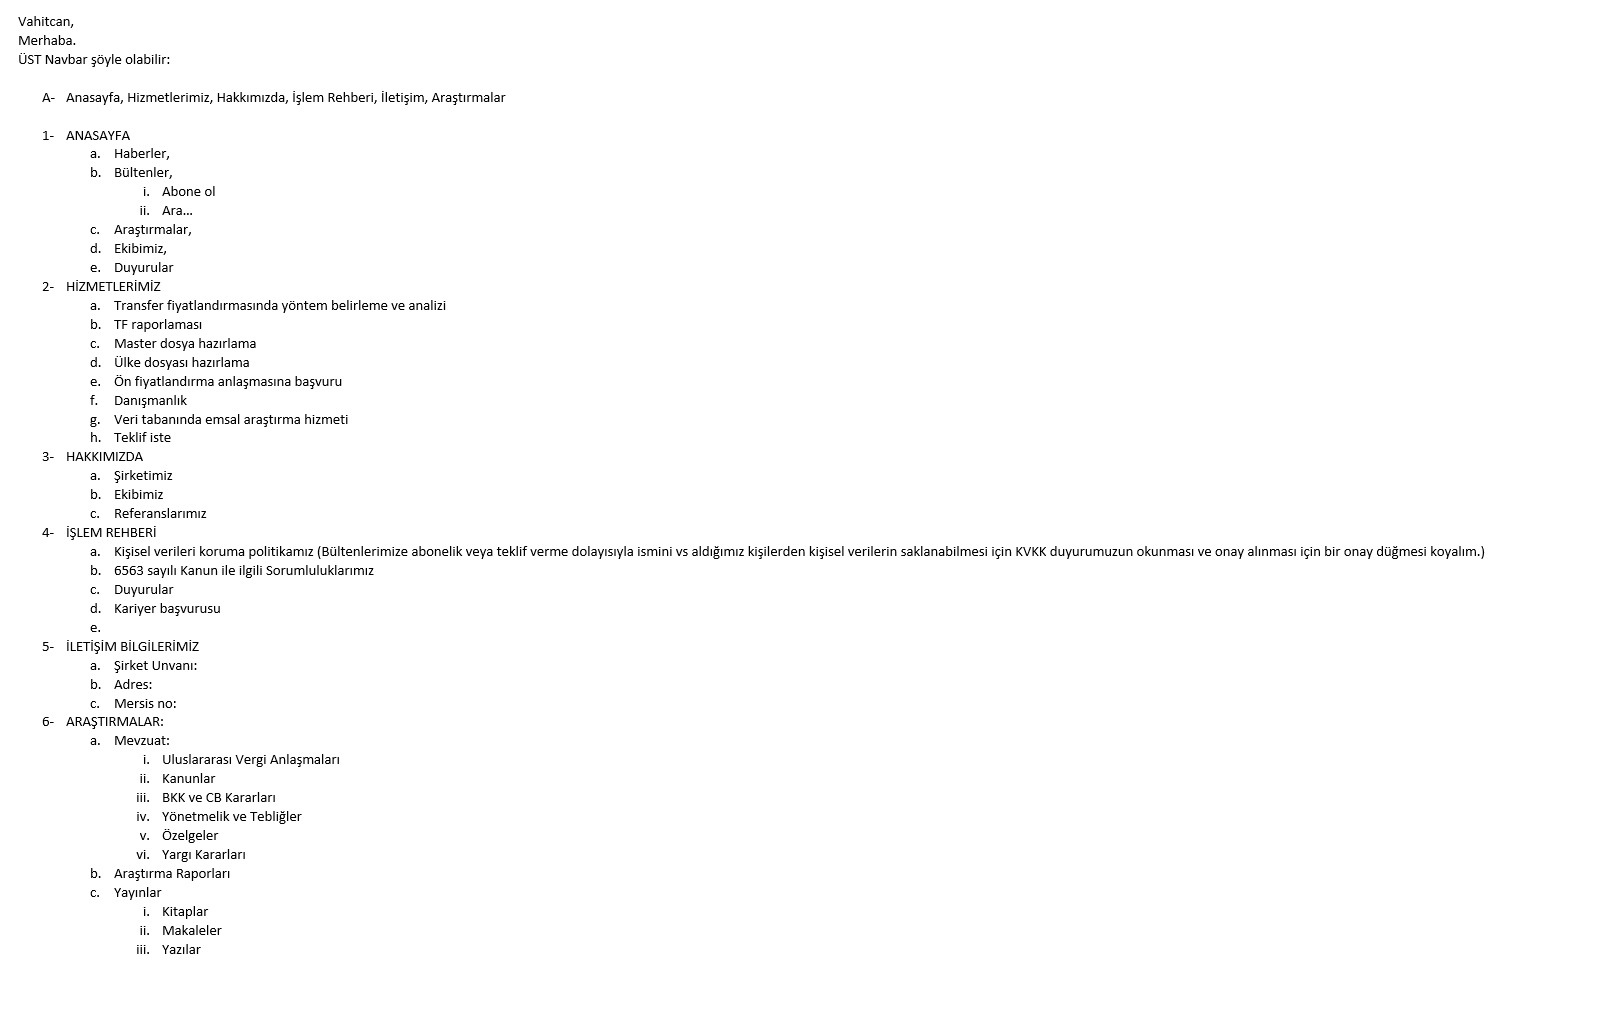 Vahitcan,
Merhaba.
ÜST Navbar şöyle olabilir:
A- Anasayfa, Hizmetlerimiz, Hakkımızda, İşlem Rehberi, İletişim, Araştırmalar
1- ANASAYFA
a. Haberler,
b. Bültenler,
i. Abone ol
ii. Ara...
c. Araştırmalar,
d. Ekibimiz,
e. Duyurular
2- HİZMETLERİMİZ
a. Transfer fiyatlandırmasında yöntem belirleme ve analizi
b. TF raporlaması
c. Master dosya hazırlama
d. Ülke dosyası hazırlama
e. Ön fiyatlandırma anlaşmasına başvuru
f. Danışmanlık
g. Veri tabanında emsal araştırma hizmeti
h. Teklif iste
3- HAKKIMIZDA
a. Şirketimiz
b. Ekibimiz
c. Referanslarımız
4- İŞLEM REHBERİ
a. Kişisel verileri koruma politikamız (Bültenlerimize abonelik veya teklif verme dolayısıyla ismini vs aldığımız kişilerden kişisel verilerin saklanabilmesi için KVKK duyurumuzun okunması ve onay alınması için bir onay düğmesi koyalım.)
b. 6563 sayılı Kanun ile ilgili Sorumluluklarımız
c. Duyurular
d. Kariyer başvurusu
e.
5- İLETİŞİM BİLGİLERİMİZ
a. Şirket Unvanı:
b. Adres:
c. Mersis no:
6- ARAŞTIRMALAR:
a. Mevzuat:
i. Uluslararası Vergi Anlaşmaları
ii. Kanunlar
iii. BKK ve CB Kararları
iv. Yönetmelik ve Tebliğler
v. Özelgeler
vi. Yargı Kararları
b. Araştırma Raporları
c. Yayınlar
i. Kitaplar
ii. Makaleler
iii. Yazılar